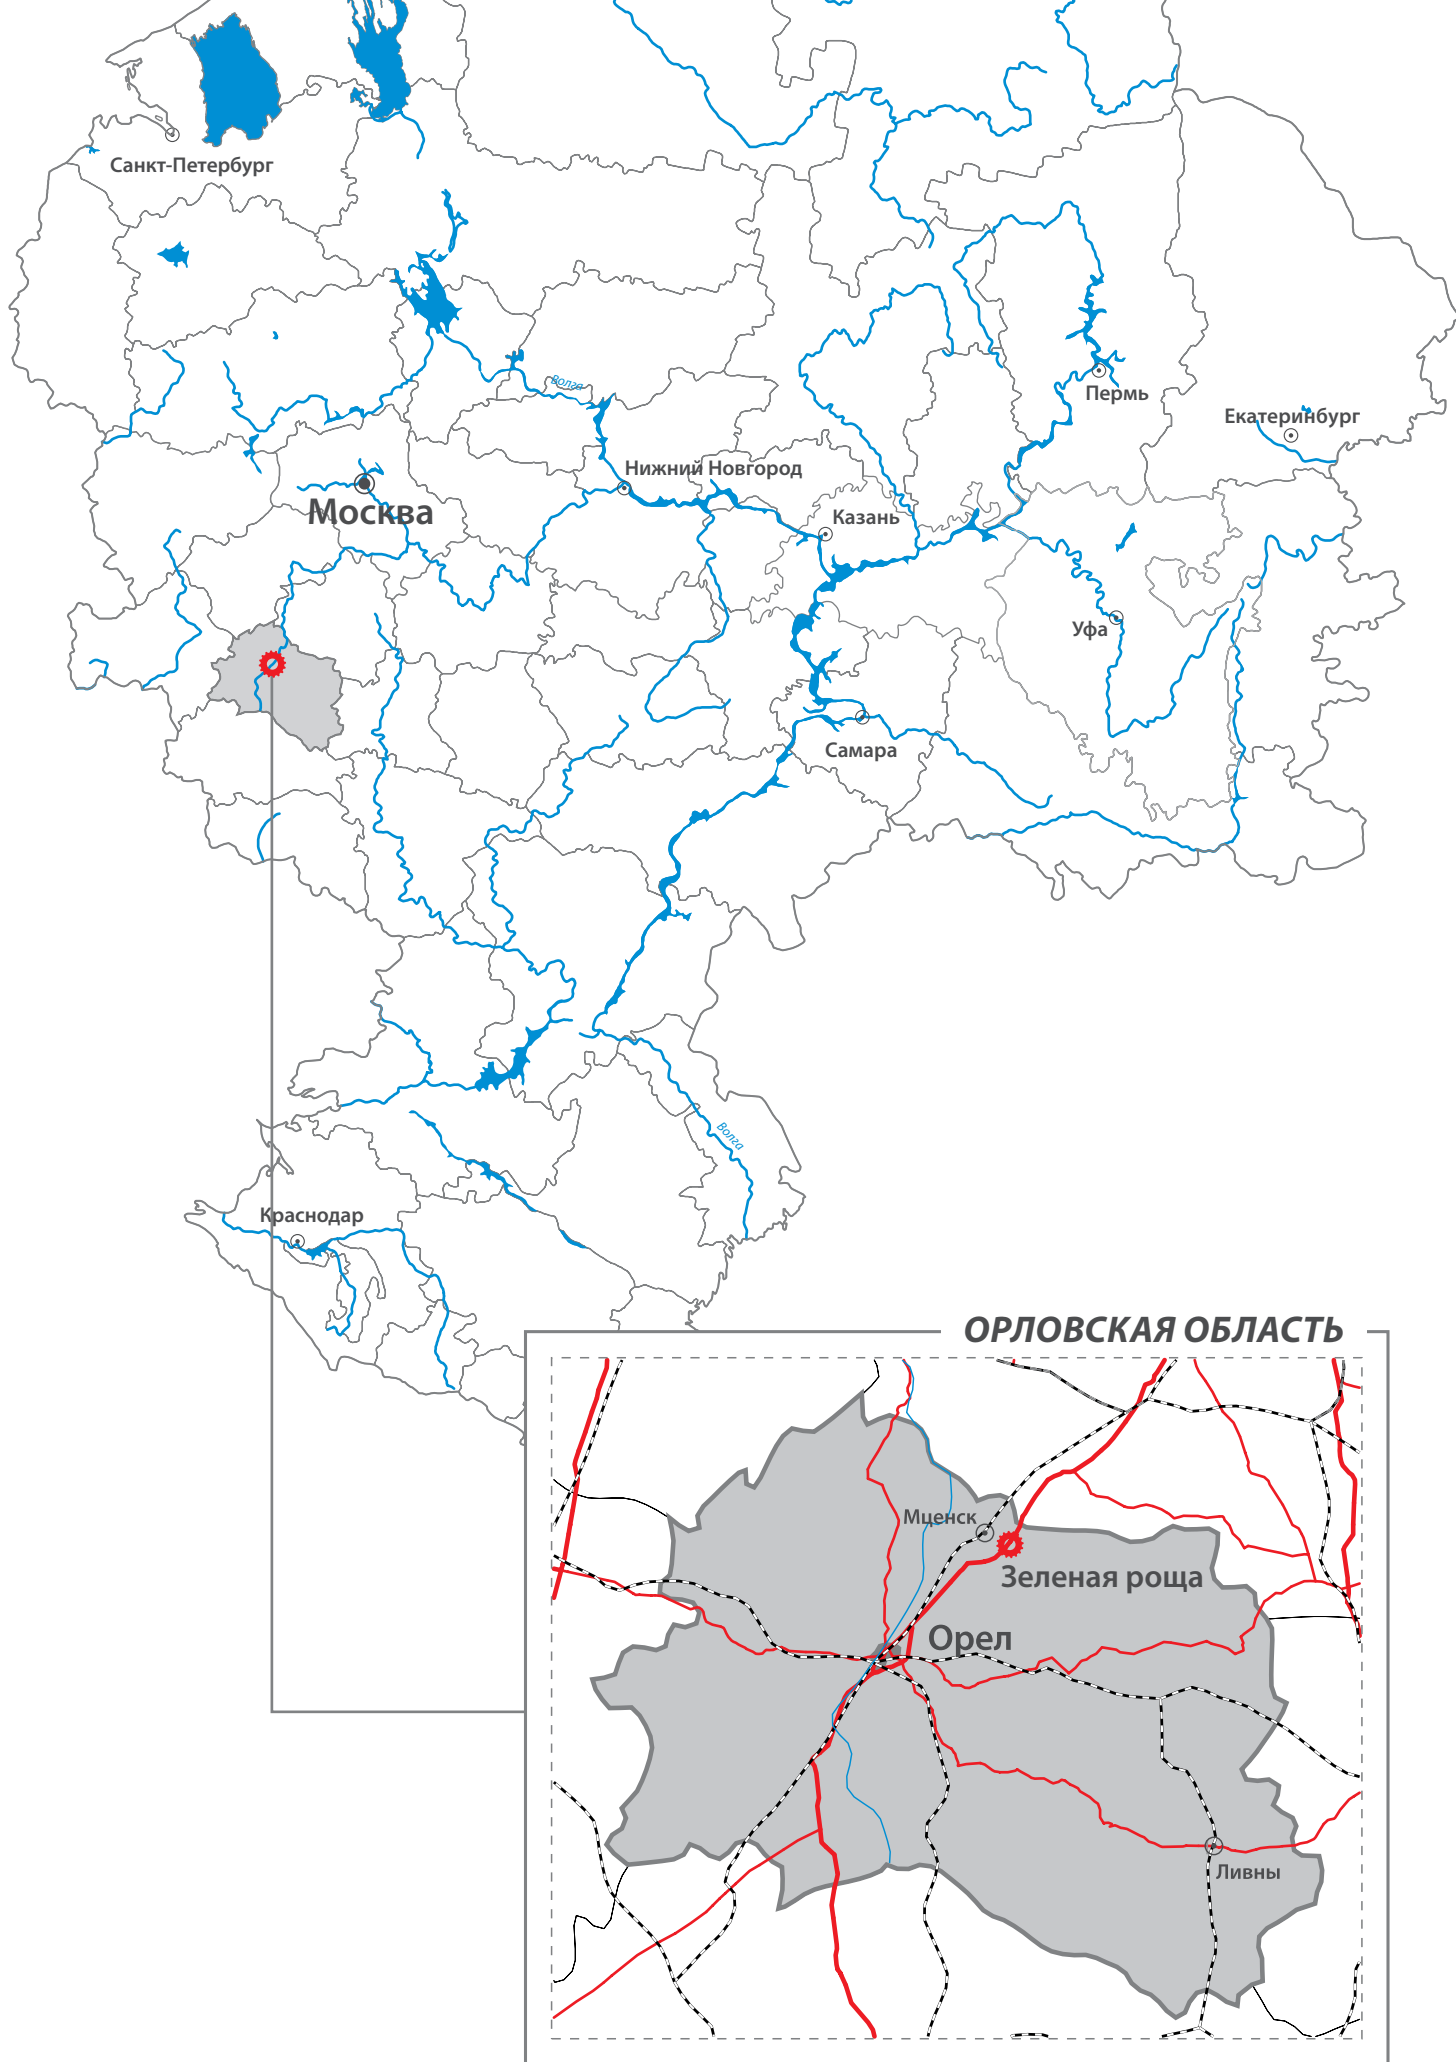 Санкт-Петербург
Волга
Пермь
Екатеринбург
Нижний Новгород
Москва
Казань
Уфа
Самара
Волга
Краснодар
ОРЛОВСКАЯ ОБЛАСТЬ
Мценск
Зеленая роща
Орел
Ливны